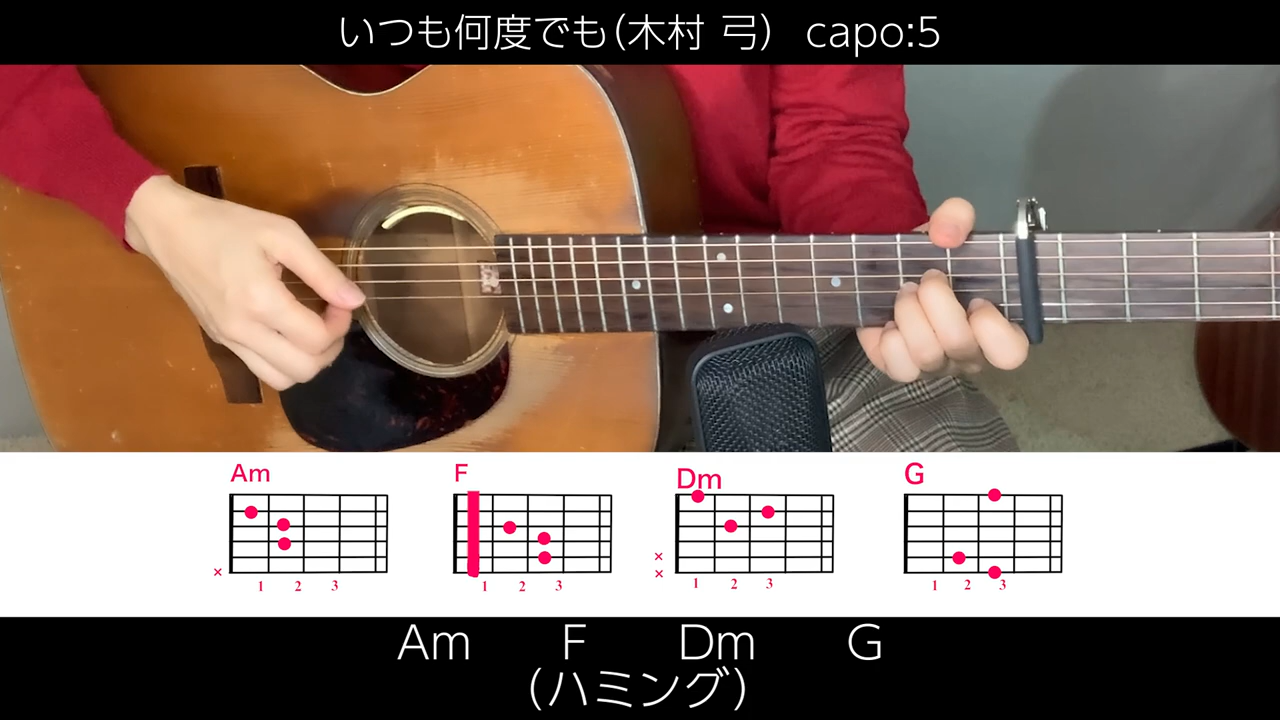 いつも何度でも(木村 弓) capo:5
Am F Dm G
× 1 2 3 1 2 3 × × 1 2 3 1 2 3
Am F Dm G
(ハミング)